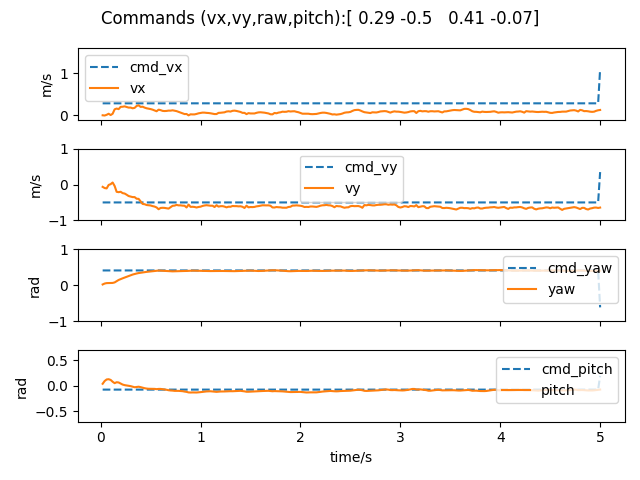 Commands (vx,vy,raw,pitch):[ 0.29 -0.5   0.41 -0.07]
1
0
m/s
cmd_vx
vx
1
0
−1
m/s
cmd_vy
vy
1
0
−1
rad
cmd_yaw
yaw
0.5
0.0
−0.5
rad
cmd_pitch
pitch
0 1 2 3 4 5
time/s